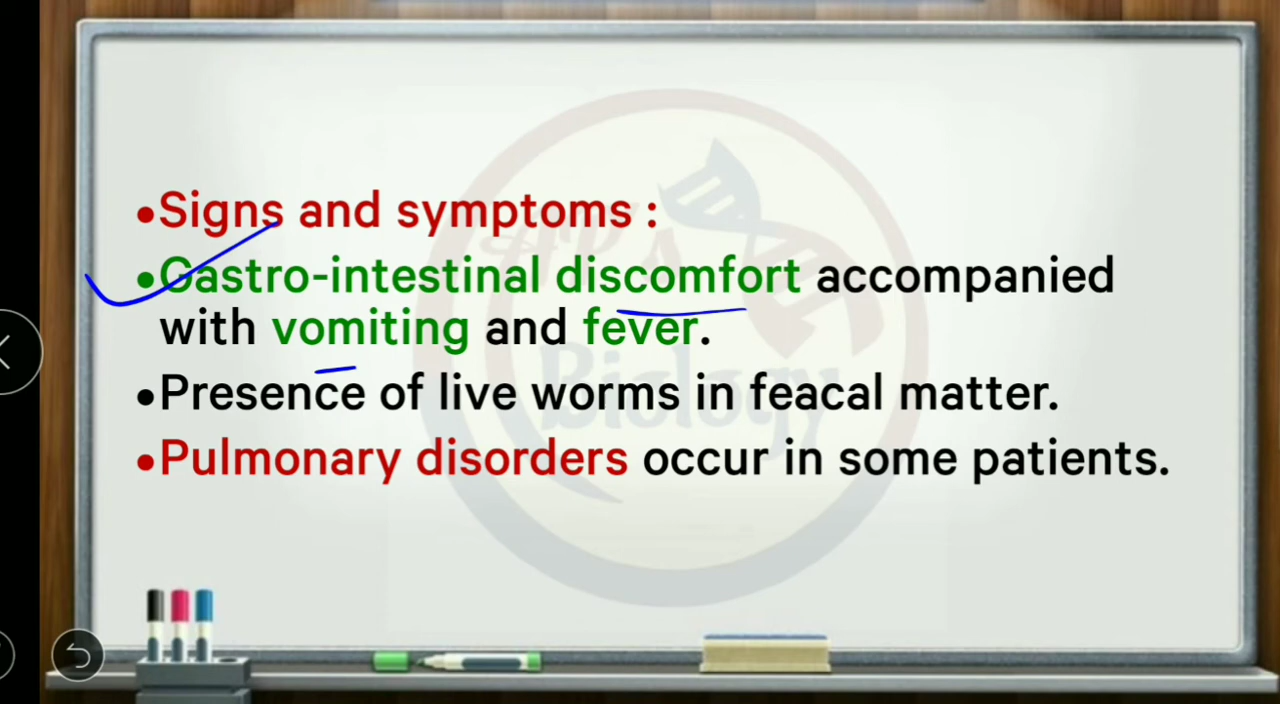 •Signs and symptoms :
•Gastro-intestinal discomfort accompanied
with vomiting and fever.
•Presence of live worms in feacal matter.
•Pulmonary disorders occur in some patients.
Biology